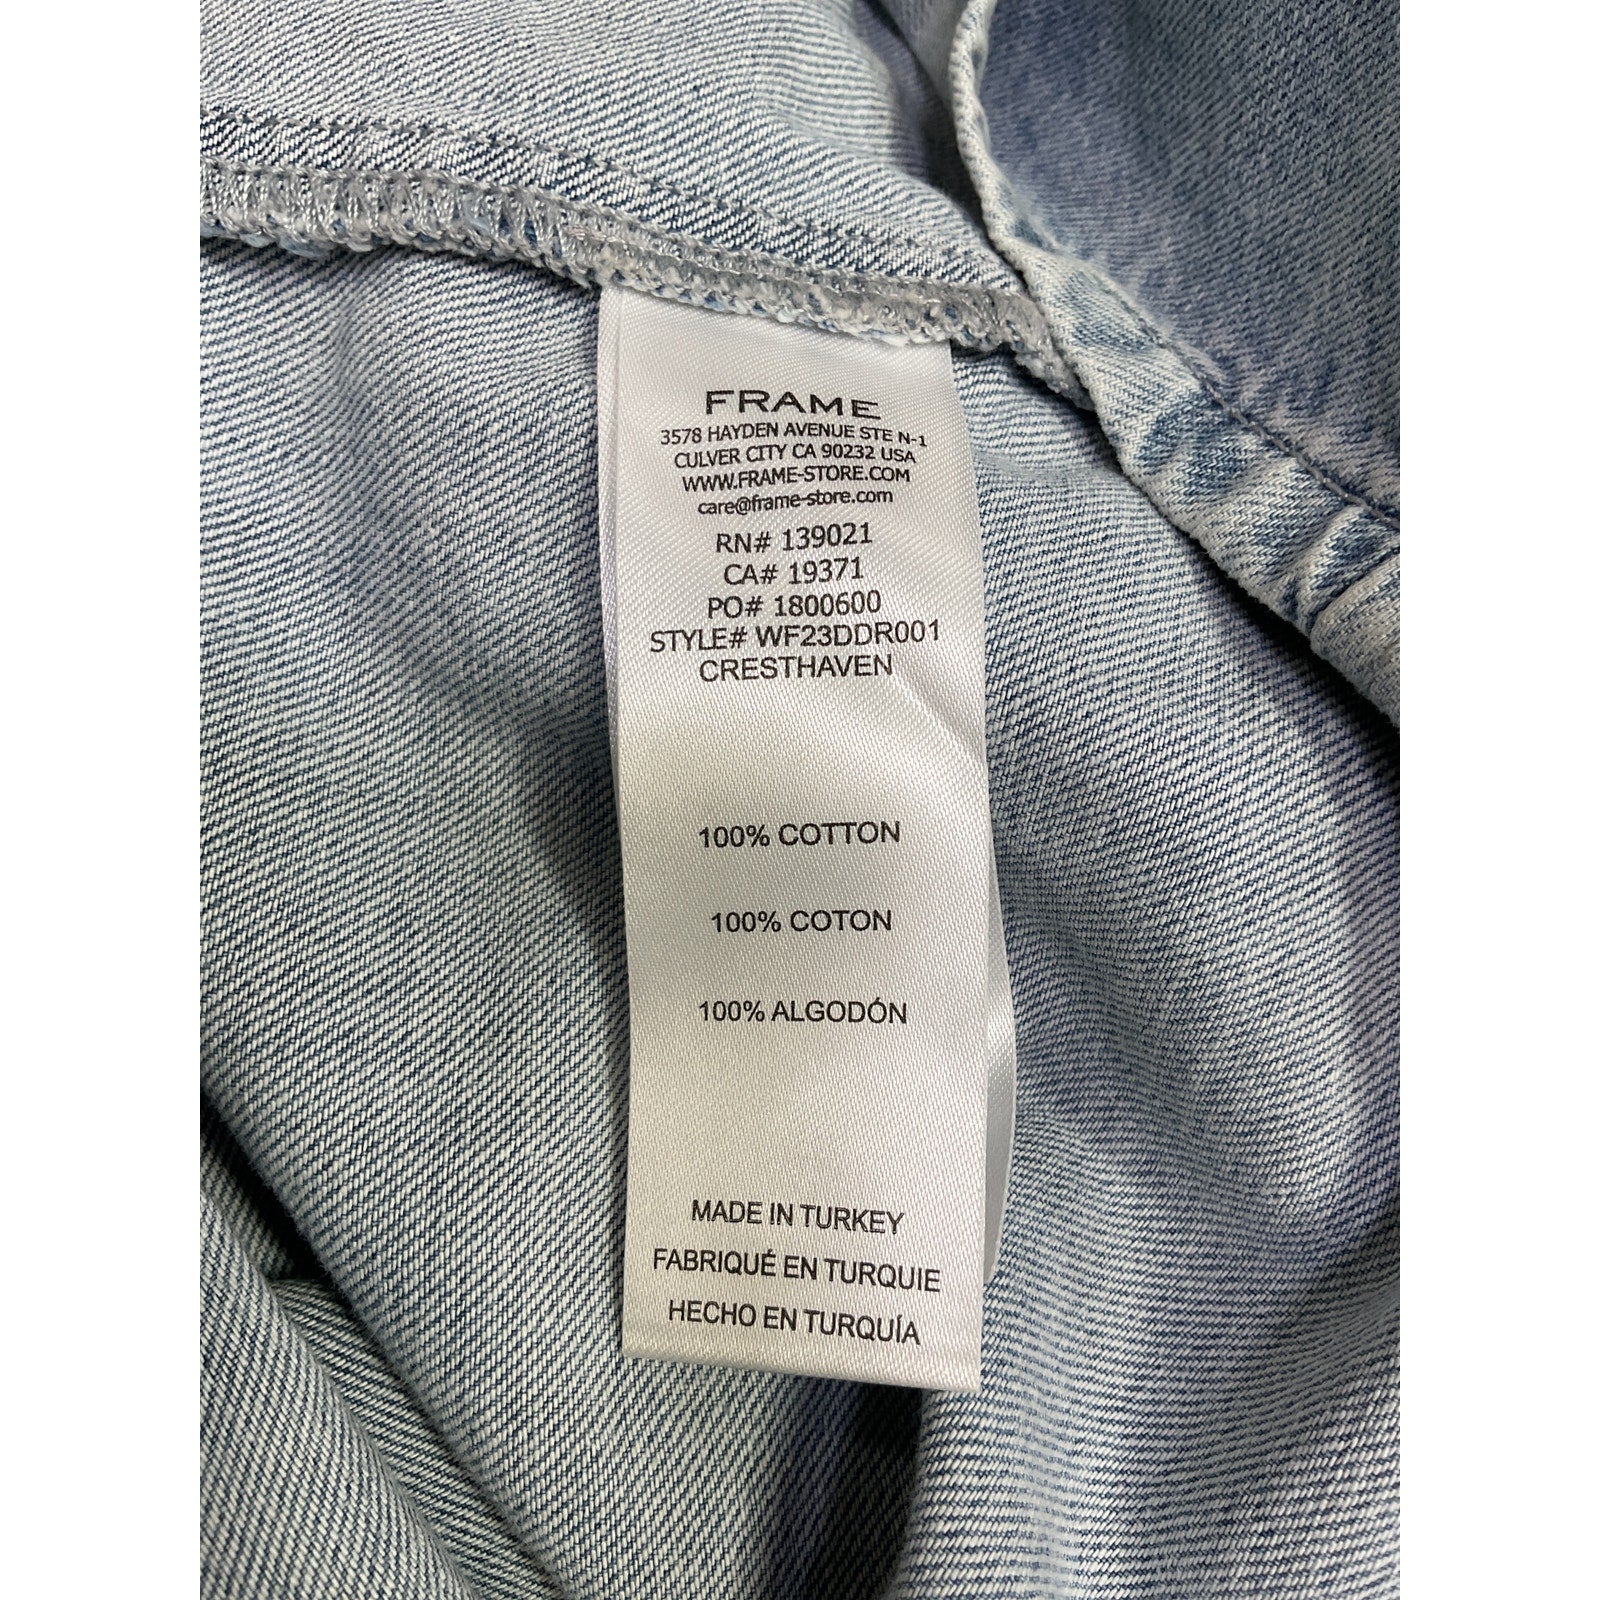 FRAME
3578 HAYDEN AVENUE STE N-1
CULVER CITY CA 90232 USA
WWW.FRAME-STORE.COM
care@frame-store.com
RN# 139021
CA# 19371
PO# 1800600
STYLE# WF23DDR001
CRESTHAVEN
100% COTTON
100% COTON
100% ALGODÓN
MADE IN TURKEY
FABRIQUÉ EN TURQUIE
HECHO EN TURQUÍA